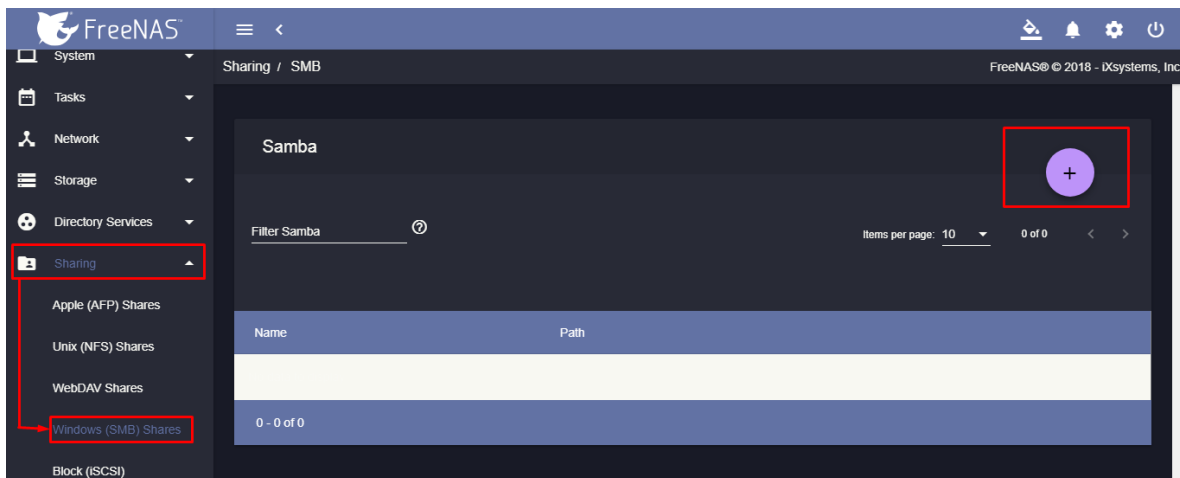 FreeNAS™
System
Sharing / SMB
FreeNAS® © 2018 - iXsystems, Inc
Tasks
Network
Storage
Directory Services
Sharing
Apple (AFP) Shares
Unix (NFS) Shares
WebDAV Shares
Windows (SMB) Shares
Block (iSCSI)
Samba
+
Filter Samba
Items per page: 10
0 of 0
Name Path
0 - 0 of 0